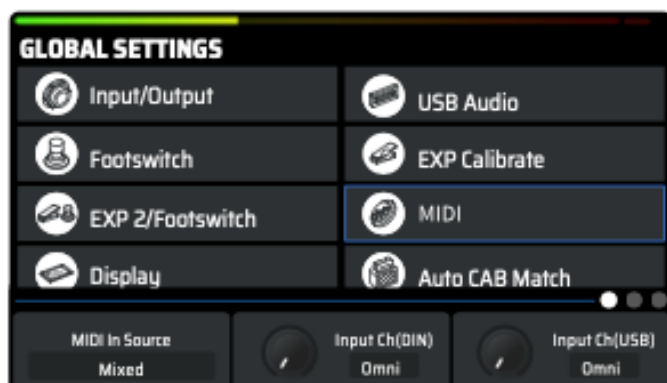 GLOBAL SETTINGS
Input/Output
USB Audio
Footswitch
EXP Calibrate
EXP 2/Footswitch
MIDI
Display
Auto CAB Match
MIDI In Source
Input Ch(DIN)
Input Ch(USB)
Mixed
Omni
Omni